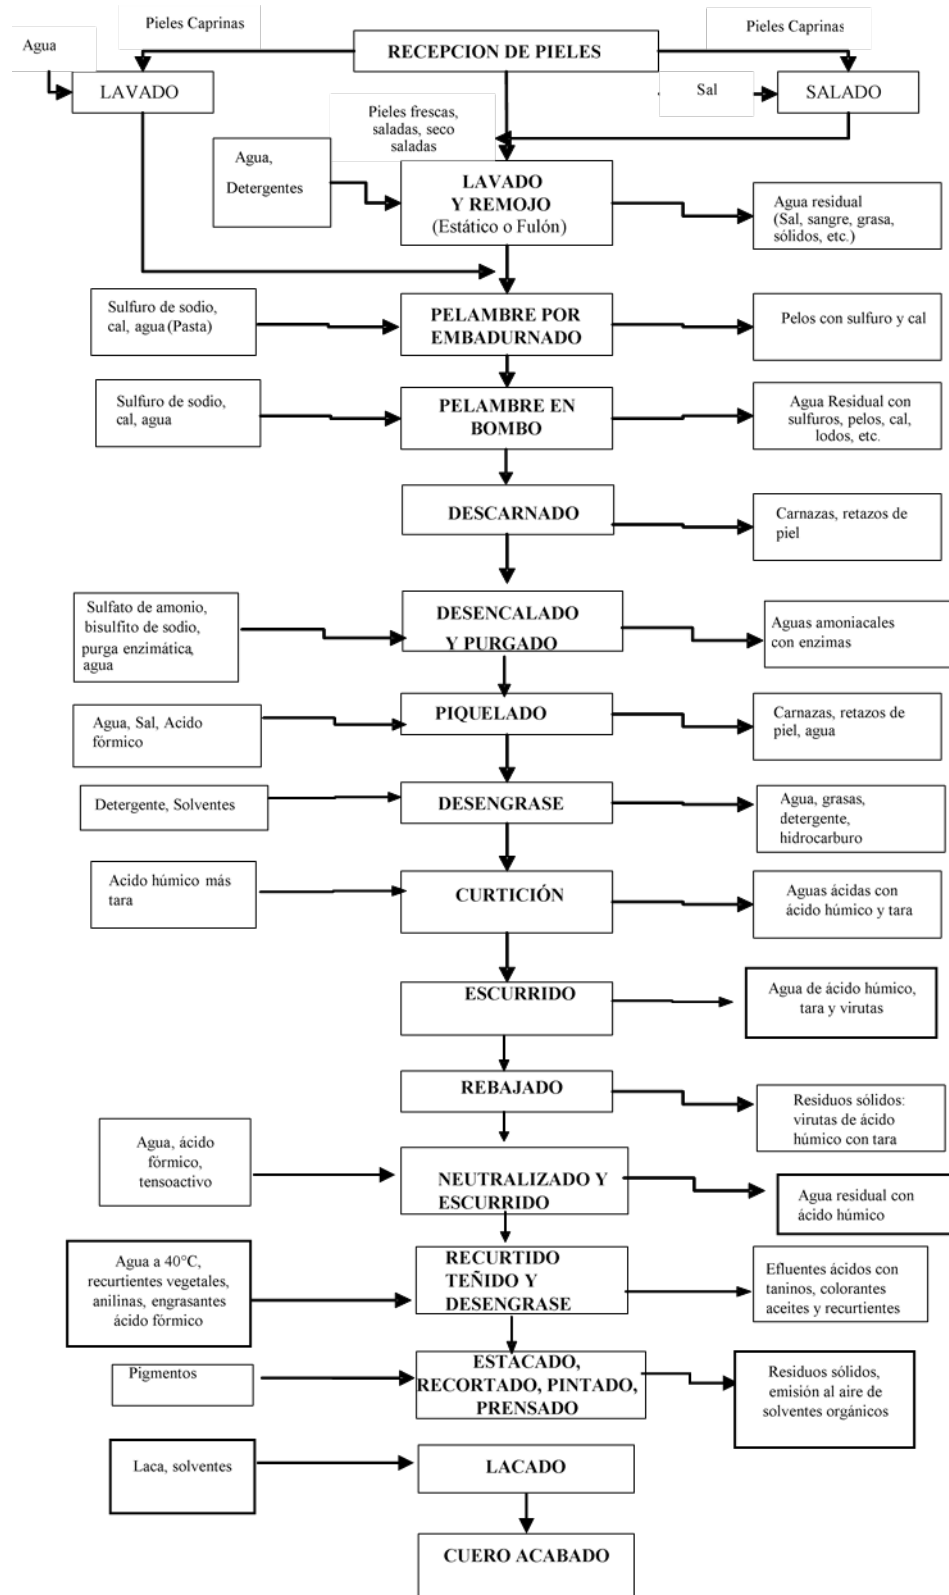 Pieles Caprinas
Pieles Caprinas
Agua
RECEPCION DE PIELES
LAVADO
Sal
SALADO
Pieles frescas,
saladas, seco
saladas
Agua,
Detergentes
LAVADO
Y REMOJO
(Estático o Fulón)
Agua residual
(Sal, sangre, grasa,
sólidos, etc.)
Sulfuro de sodio,
cal, agua (Pasta)
PELAMBRE POR
EMBADURNADO
Pelos con sulfuro y cal
Sulfuro de sodio,
cal, agua
PELAMBRE EN
BOMBO
Agua Residual con
sulfuros, pelos, cal,
lodos, etc.
DESCARNADO
Carnazas, retazos de
piel
Sulfato de amonio,
bisulfito de sodio,
purga enzimática,
agua
DESENCALADO
Y PURGADO
Aguas amoniacales
con enzimas
Agua, Sal, Acido
fórmico
PIQUELADO
Carnazas, retazos de
piel, agua
Detergente, Solventes
DESENGRASE
Agua, grasas,
detergente,
hidrocarburo
Acido húmico más
tara
CURTICIÓN
Aguas ácidas con
ácido húmico y tara
ESCURRIDO
Agua de ácido húmico,
tara y virutas
REBAJADO
Residuos sólidos:
virutas de ácido
húmico con tara
Agua, ácido
fórmico,
tensoactivo
NEUTRALIZADO Y
ESCURRIDO
Agua residual con
ácido húmico
Agua a 40°C,
recurtientes vegetales,
anilinas, engrasantes
ácido fórmico
RECURTIDO
TEÑIDO Y
DESENGRASE
Efluentes ácidos con
taninos, colorantes
aceites y recurtientes
Pigmentos
ESTACADO,
RECORTADO, PINTADO,
PRENSADO
Residuos sólidos,
emisión al aire de
solventes orgánicos
Laca, solventes
LACADO
CUERO ACABADO